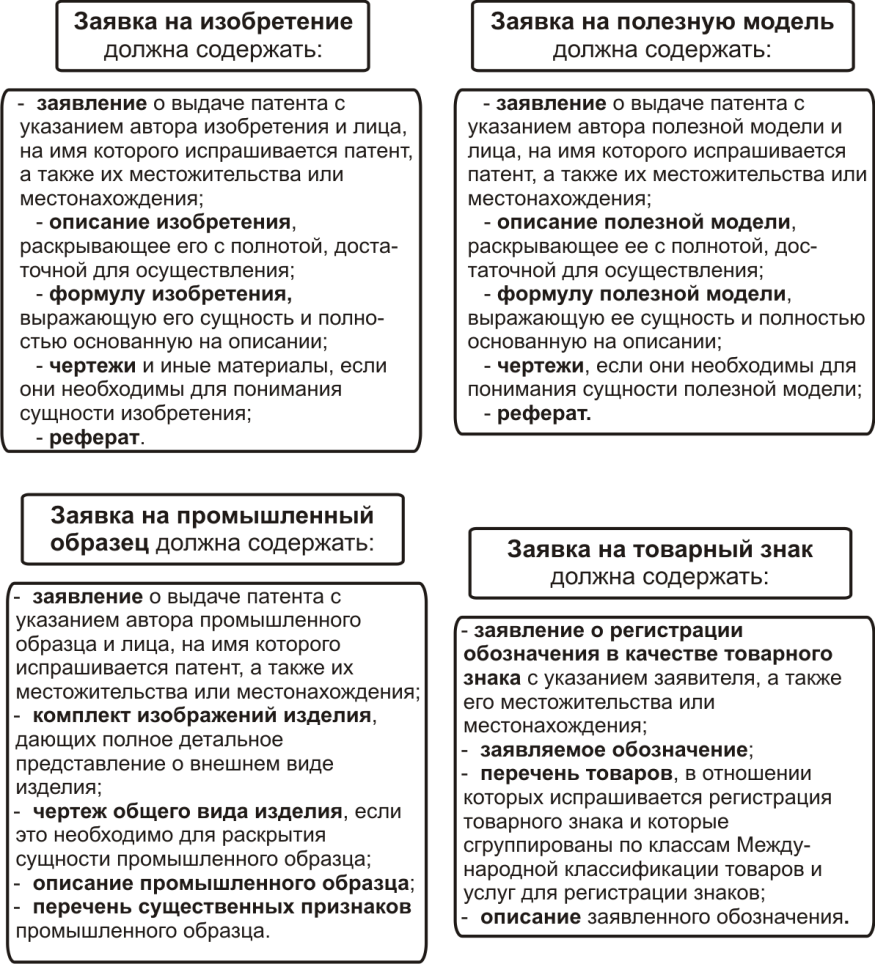 Заявка на изобретение
должна содержать:
- заявление о выдаче патента с
указанием автора изобретения и лица,
на имя которого испрашивается патент,
а также их местожительства или
местонахождения;
- описание изобретения,
раскрывающее его с полнотой, доста-
точной для осуществления;
- формулу изобретения,
выражающую его сущность и полно-
стью основанную на описании;
- чертежи и иные материалы, если
они необходимы для понимания
сущности изобретения;
- реферат.
Заявка на полезную модель
должна содержать:
- заявление о выдаче патента с
указанием автора полезной модели и
лица, на имя которого испрашивается
патент, а также их местожительства или
местонахождения;
- описание полезной модели,
раскрывающее ее с полнотой, дос-
таточной для осуществления;
- формулу полезной модели,
выражающую ее сущность и полностью
основанную на описании;
- чертежи, если они необходимы для
понимания сущности полезной модели;
- реферат.
Заявка на промышленный
образец должна содержать:
- заявление о выдаче патента с
указанием автора промышленного
образца и лица, на имя которого
испрашивается патент, а также их
местожительства или местонахождения;
- комплект изображений изделия,
дающих полное детальное
представление о внешнем виде
изделия;
- чертеж общего вида изделия, если
это необходимо для раскрытия
сущности промышленного образца;
- описание промышленного образца;
- перечень существенных признаков
промышленного образца.
Заявка на товарный знак
должна содержать:
- заявление о регистрации
обозначения в качестве товарного
знака с указанием заявителя, а также
его местожительства или
местонахождения;
- заявляемое обозначение;
- перечень товаров, в отношении
которых испрашивается регистрация
товарного знака и которые
сгруппированы по классам Между-
народной классификации товаров и
услуг для регистрации знаков;
- описание заявленного обозначения.